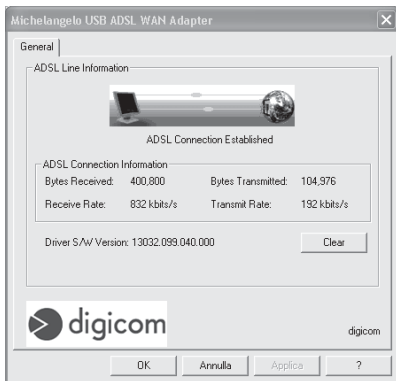 Michelangelo USB ADSL WAN Adapter
General
ADSL Line Information
ADSL Connection Established
ADSL Connection Information
Bytes Received: 400,800 Bytes Transmitted: 104,976
Receive Rate: 832 kbits/s Transmit Rate: 192 kbits/s
Driver S/W Version: 13032.099.040.000 Clear
digicom digicom
OK Annulla Applica ?